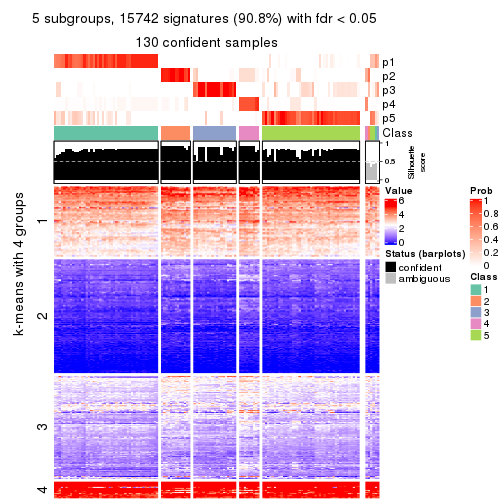 5 subgroups, 15742 signatures (90.8%) with fdr < 0.05
130 confident samples
p1
p2
p3
p4
p5
Class
1
0.5
0
Silhouette
score
k-means with 4 groups
1
2
3
4
Value
6
4
2
0
Status (barplots)
confident
ambiguous
Prob
1
0.8
0.6
0.4
0.2
0
Class
1
2
3
4
5